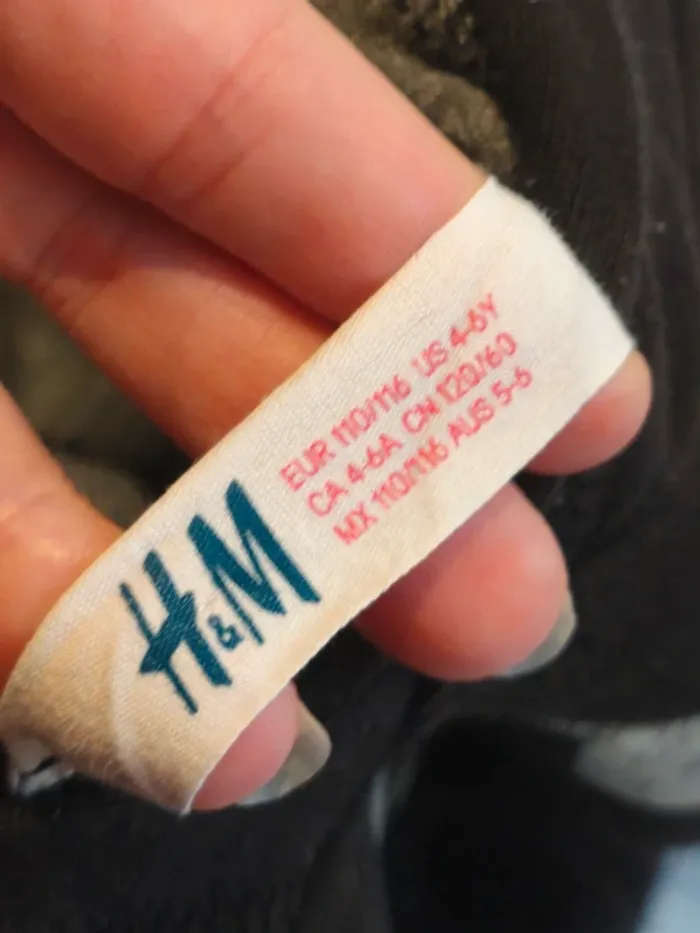 H&M
EUR 110/116 US 4-6Y
CA 4-6A CN 120/60
MX 110/116 AUS 5-6